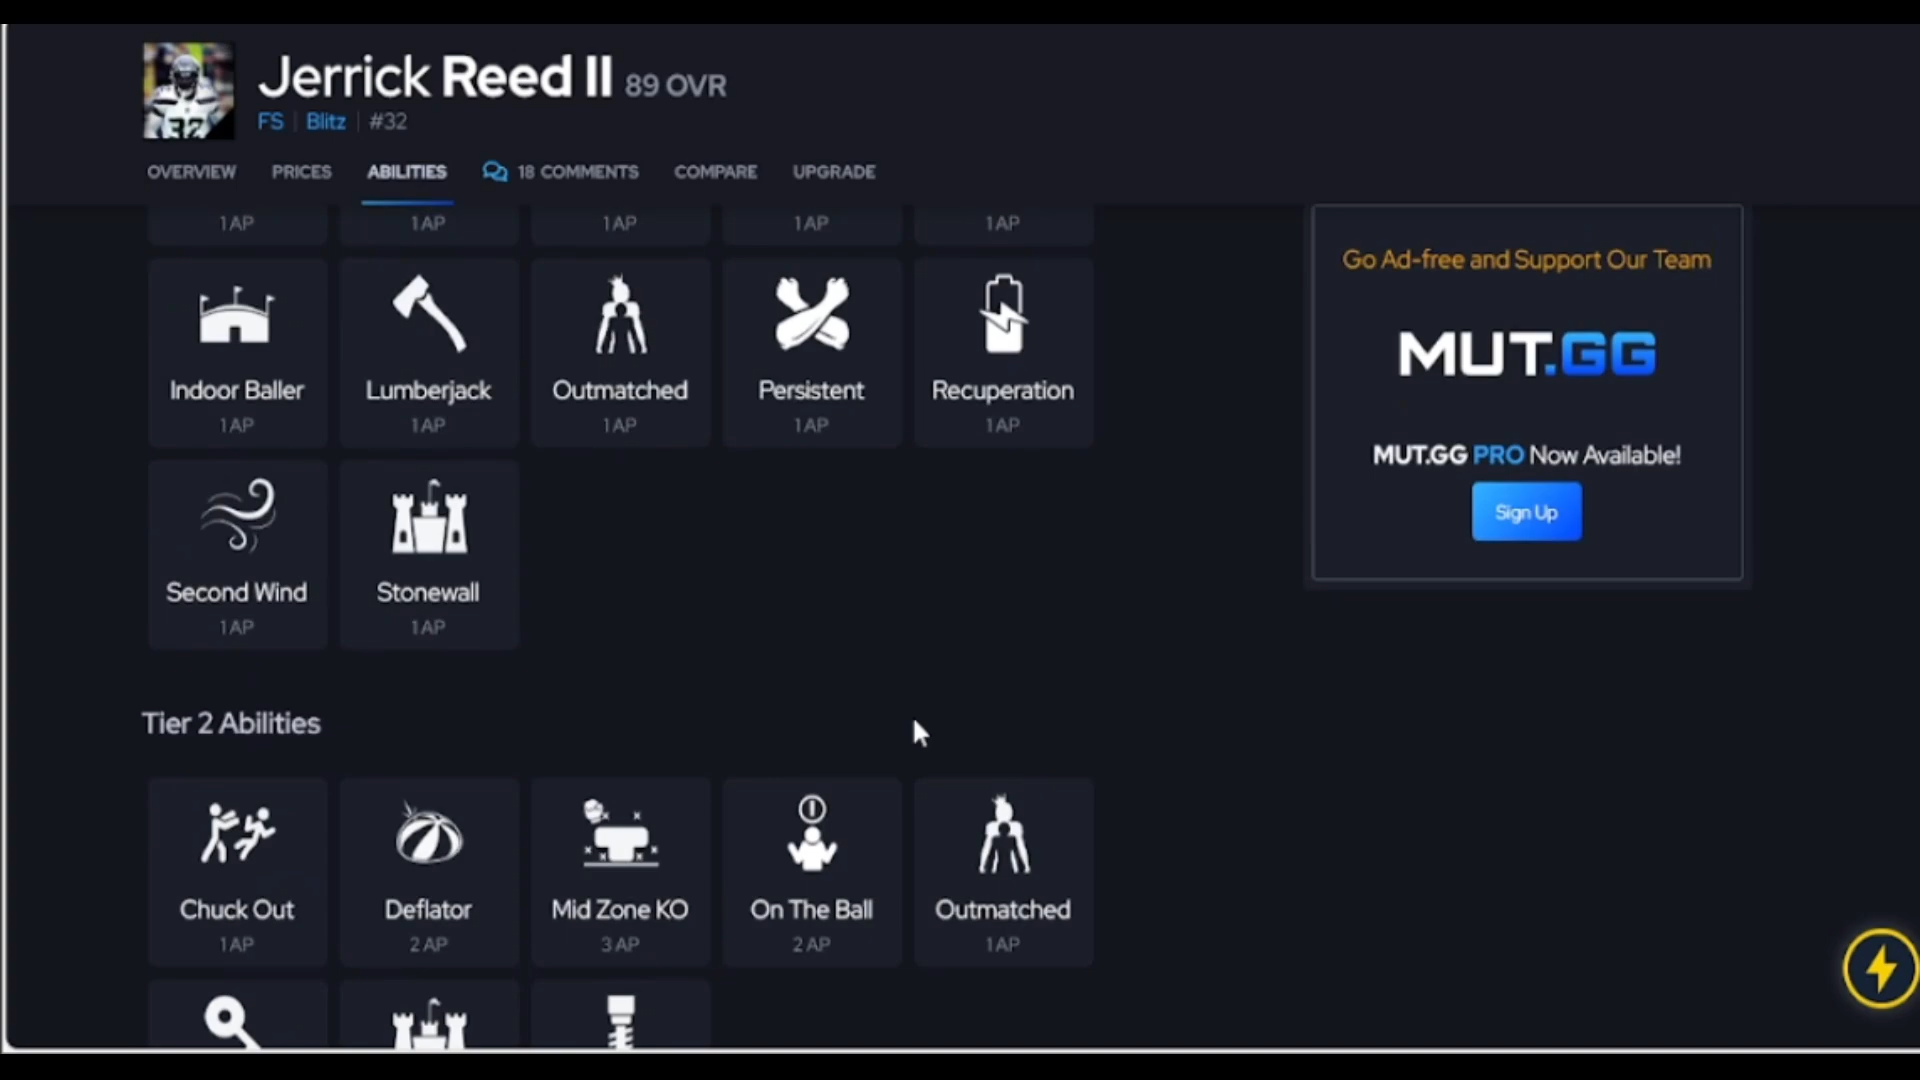 Jerrick Reed II 89 OVR
FS | Blitz | #32
OVERVIEW PRICES ABILITIES 18 COMMENTS COMPARE UPGRADE
1 AP 1 AP 1 AP 1 AP 1 AP
Indoor Baller Lumberjack Outmatched Persistent Recuperation
1 AP 1 AP 1 AP 1 AP 1 AP
Second Wind Stonewall
1 AP 1 AP
Tier 2 Abilities
Chuck Out Deflator Mid Zone KO On The Ball Outmatched
1 AP 2 AP 3 AP 2 AP 1 AP
Go Ad-free and Support Our Team
MUT.GG
MUT.GG PRO Now Available!
Sign Up